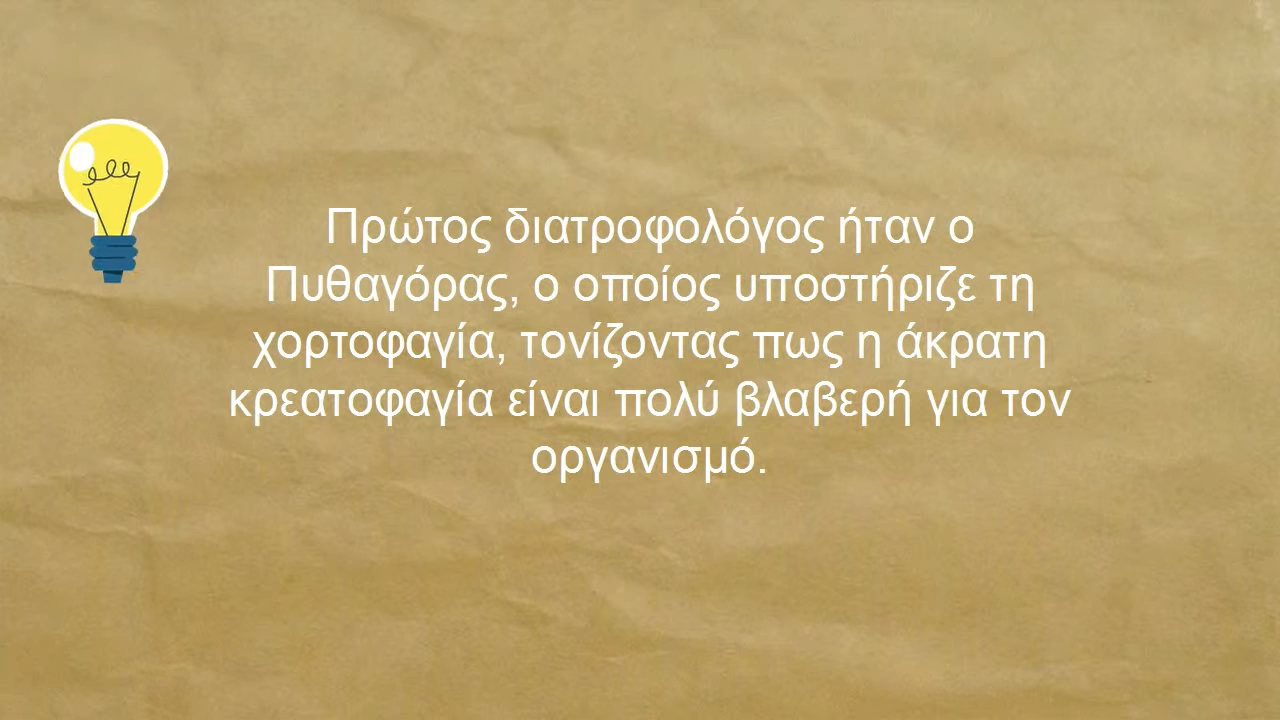 Πρώτος διατροφολόγος ήταν ο
Πυθαγόρας, ο οποίος υποστήριζε τη
χορτοφαγία, τονίζοντας πως η άκρατη
κρεατοφαγία είναι πολύ βλαβερή για τον
οργανισμό.